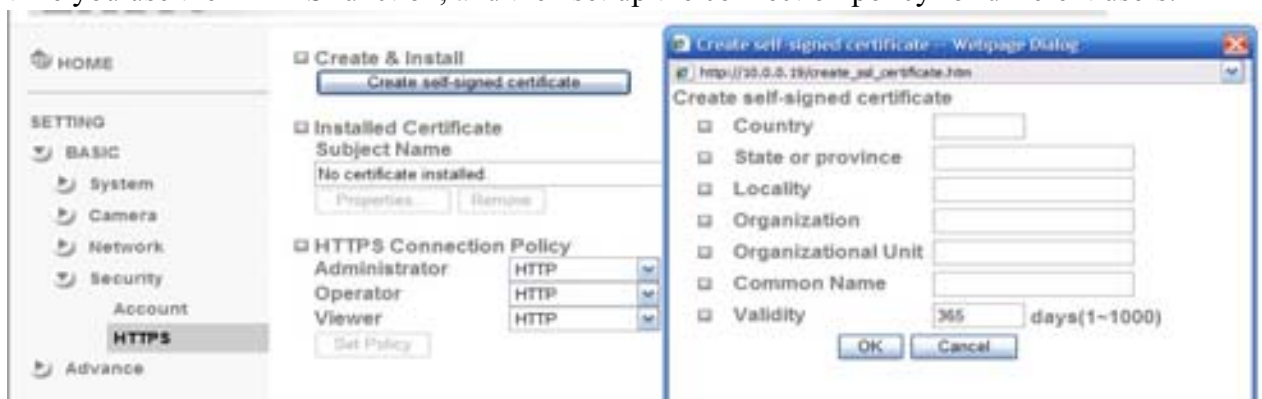 HOME
SETTING
BASIC
System
Camera
Network
Security
Account
HTTPS
Advance
Create & Install
Create self-signed certificate
Installed Certificate
Subject Name
No certificate installed
Properties...
Remove
HTTPS Connection Policy
Administrator HTTP
Operator HTTP
Viewer HTTP
Set Policy
Create self-signed certificate -- Webpage Dialog
http://10.0.0.19/create_ssl_certificate.htm
Create self-signed certificate
Country
State or province
Locality
Organization
Organizational Unit
Common Name
Validity 365 days(1~1000)
OK Cancel